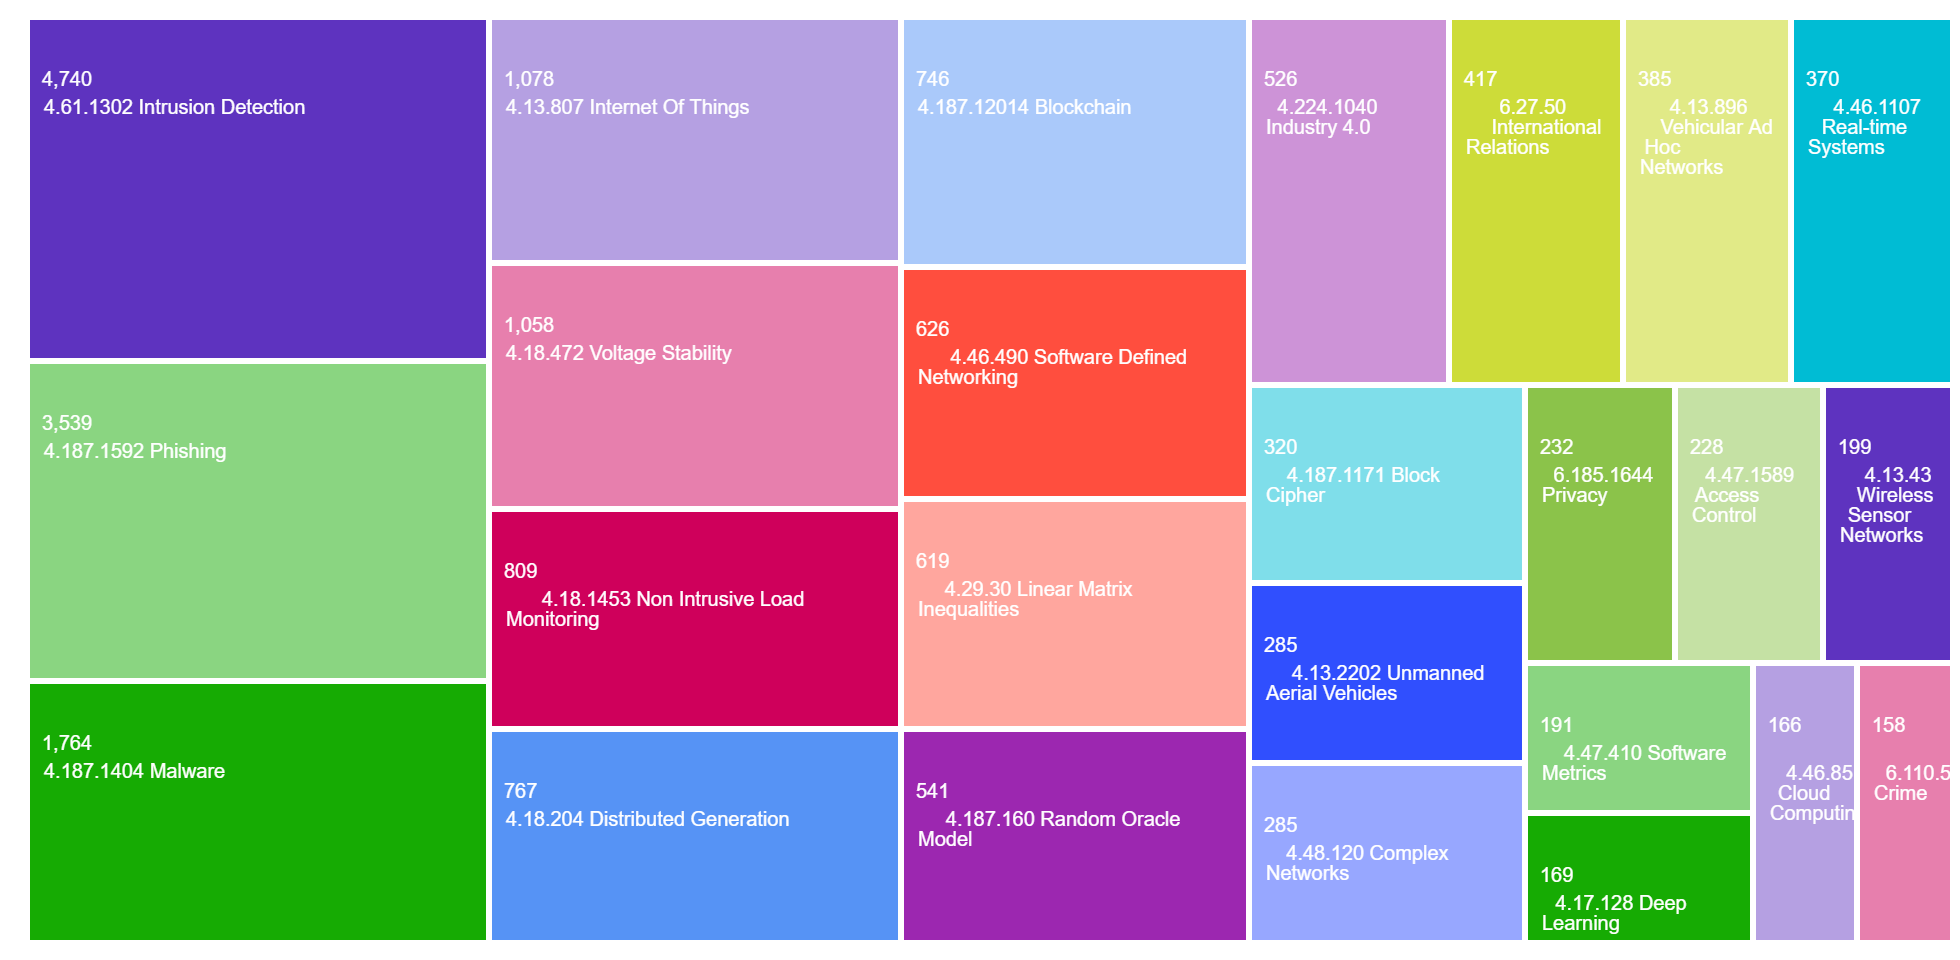 4,740
4.61.1302 Intrusion Detection
3,539
4.187.1592 Phishing
1,764
4.187.1404 Malware
1,078
4.13.807 Internet Of Things
1,058
4.18.472 Voltage Stability
809
4.18.1453 Non Intrusive Load
Monitoring
767
4.18.204 Distributed Generation
746
4.187.12014 Blockchain
626
4.46.490 Software Defined
Networking
619
4.29.30 Linear Matrix
Inequalities
541
4.187.160 Random Oracle
Model
526
4.224.1040
Industry 4.0
417
6.27.50
International
Relations
385
4.13.896
Vehicular Ad
Hoc
Networks
370
4.46.1107
Real-time
Systems
320
4.187.1171 Block
Cipher
285
4.13.2202 Unmanned
Aerial Vehicles
285
4.48.120 Complex
Networks
232
6.185.1644
Privacy
228
4.47.1589
Access
Control
199
4.13.43
Wireless
Sensor
Networks
191
4.47.410 Software
Metrics
169
4.17.128 Deep
Learning
166
4.46.85
Cloud
Computin
158
6.110.5
Crime